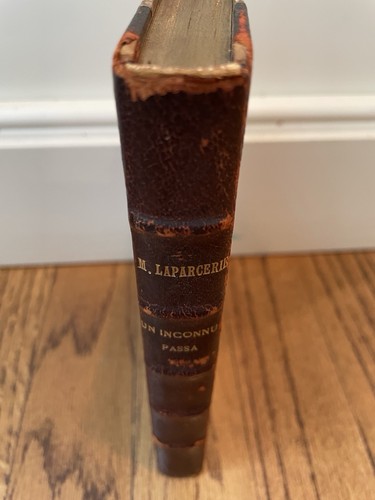 M. LAPARCERIE
UN INCONNU
PASSA